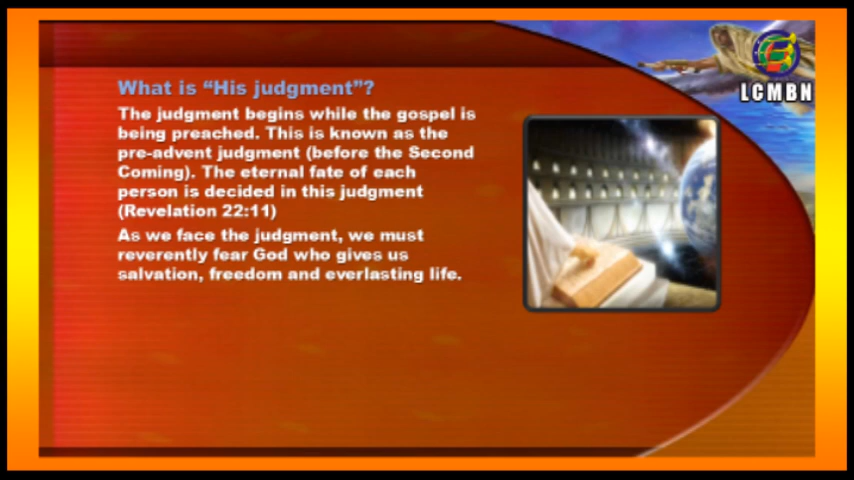 What is “His judgment”?
The judgment begins while the gospel is
being preached. This is known as the
pre-advent judgment (before the Second
Coming). The eternal fate of each
person is decided in this judgment
(Revelation 22:11)
As we face the judgment, we must
reverently fear God who gives us
salvation, freedom and everlasting life.
LCMBN